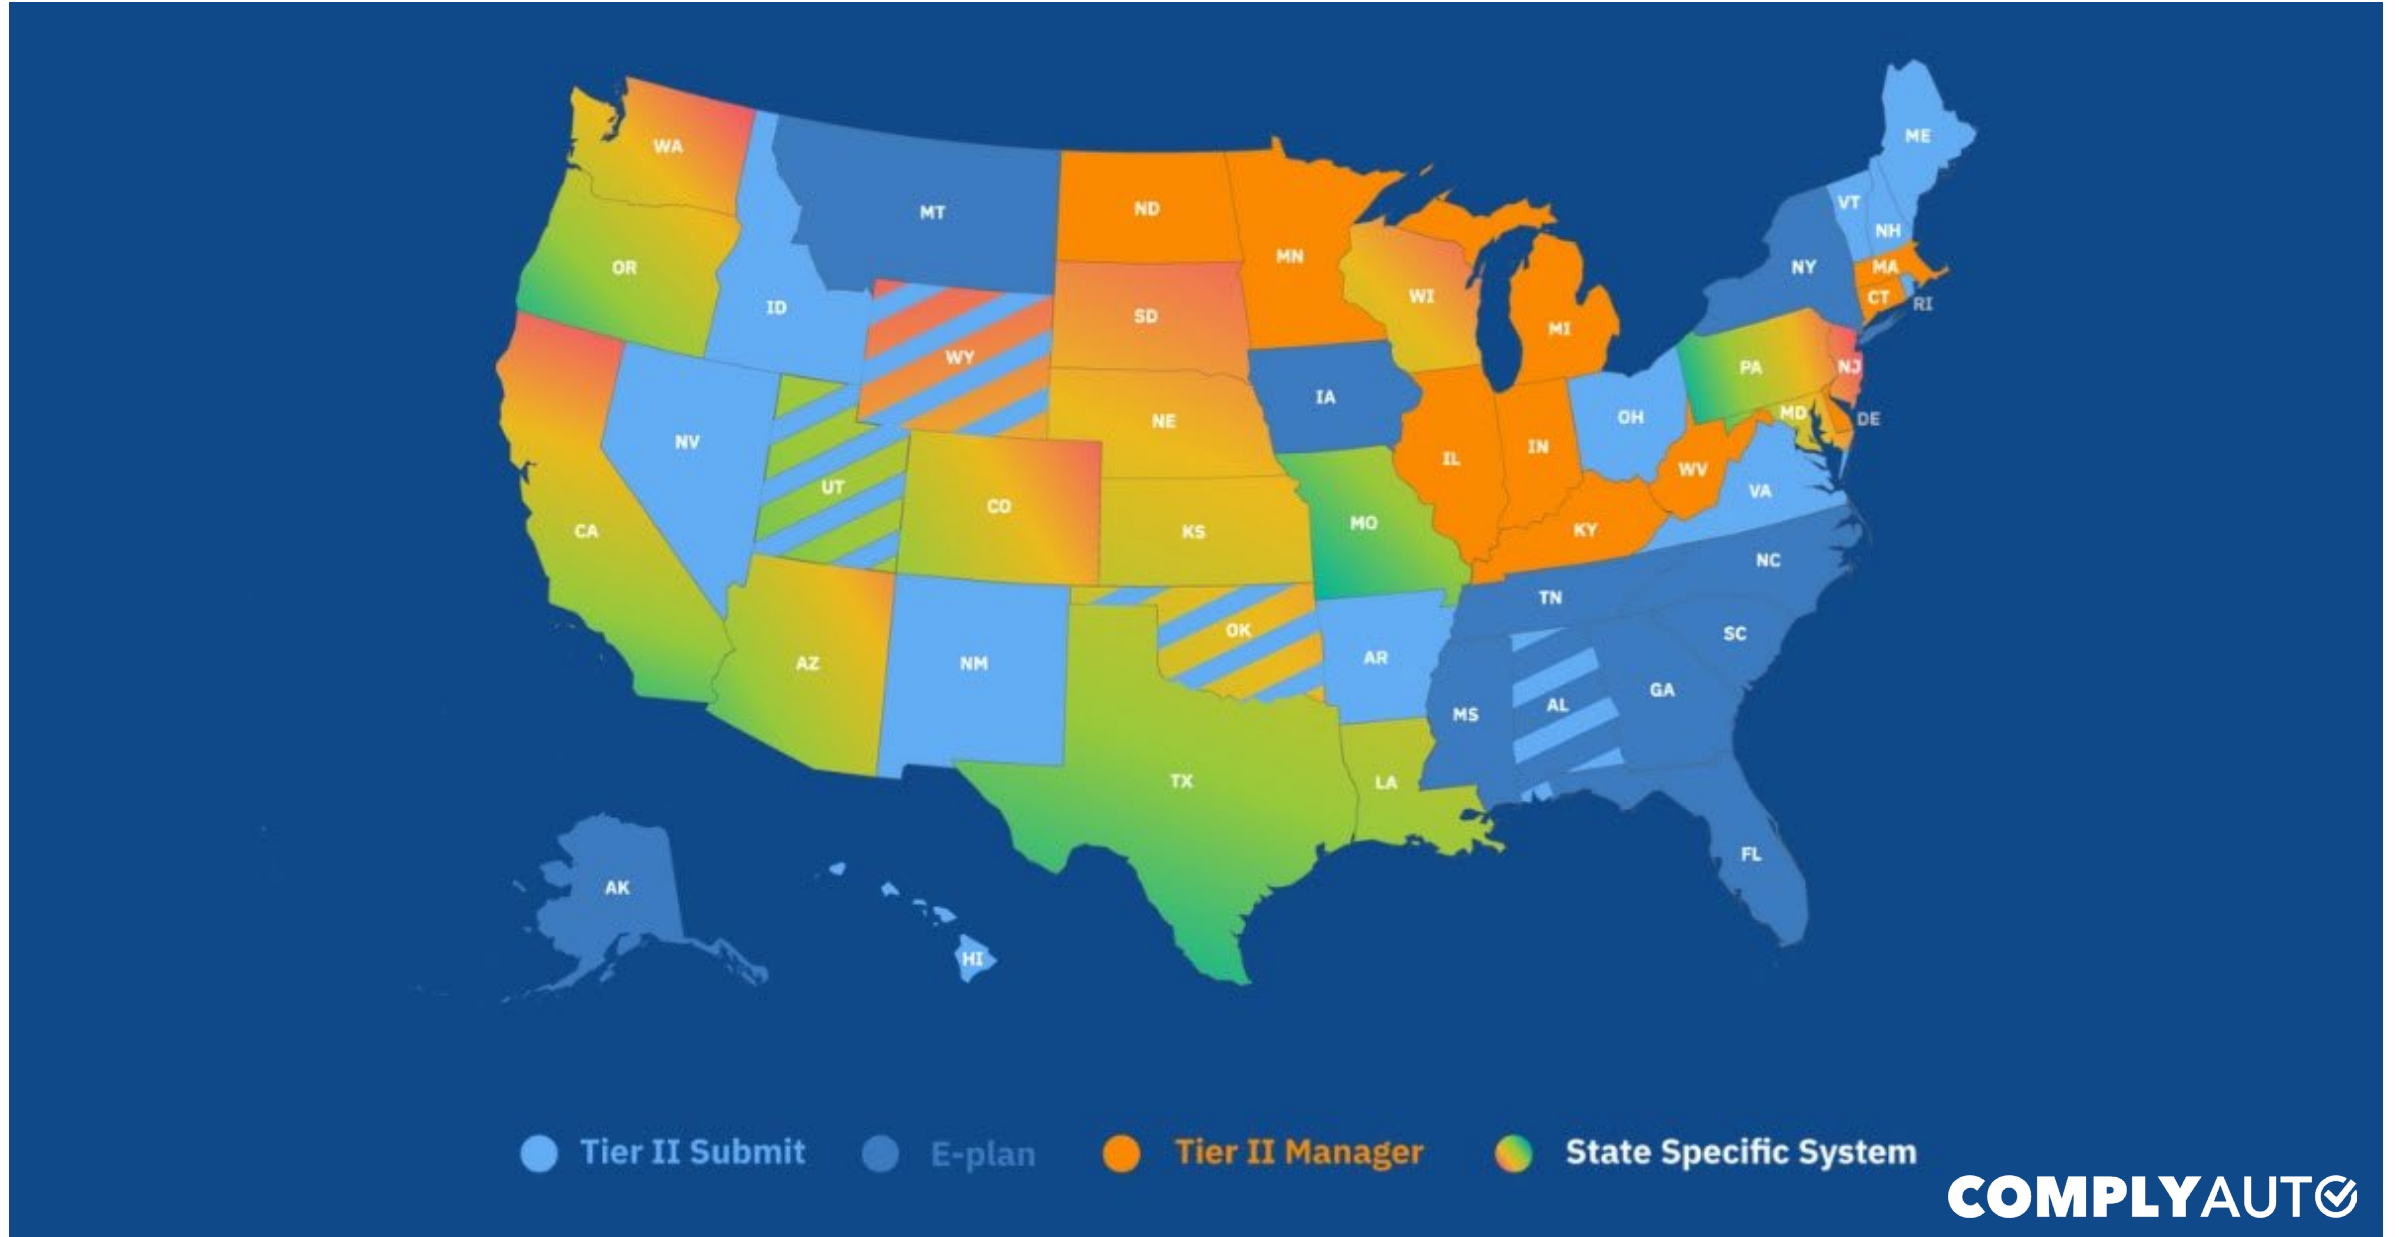 ME
WA
VT
ND
MT
NH
MN
OR
NY
MA
WI
CT
RI
ID
SD
MI
WY
PA
NJ
IA
MD
DE
NE
OH
NV
IN
IL
WV
UT
VA
CO
MO
CA
KS
KY
NC
TN
OK
SC
AZ
NM
AR
GA
AL
MS
TX
LA
FL
AK
HI
Tier II Submit E-plan Tier II Manager State Specific System
COMPLYAUTO